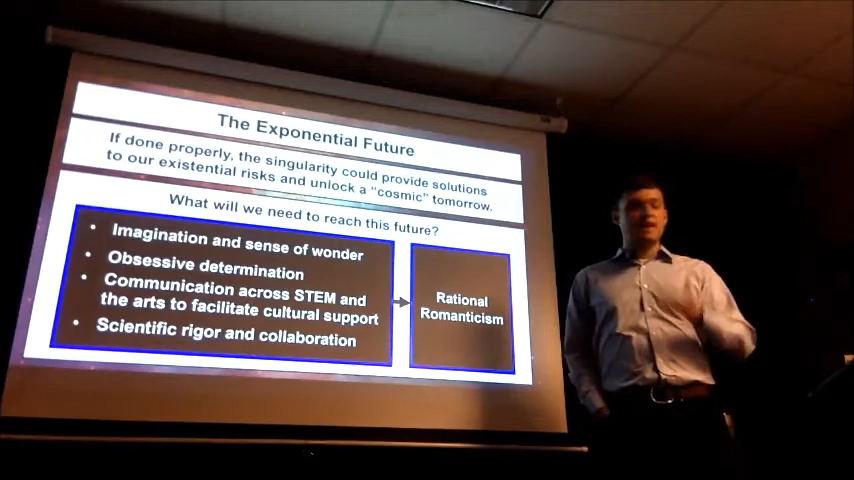 The Exponential Future
If done properly, the singularity could provide solutions
to our existential risks and unlock a “cosmic” tomorrow.
What will we need to reach this future?
• Imagination and sense of wonder
• Obsessive determination
• Communication across STEM and
the arts to facilitate cultural support
• Scientific rigor and collaboration
Rational
Romanticism